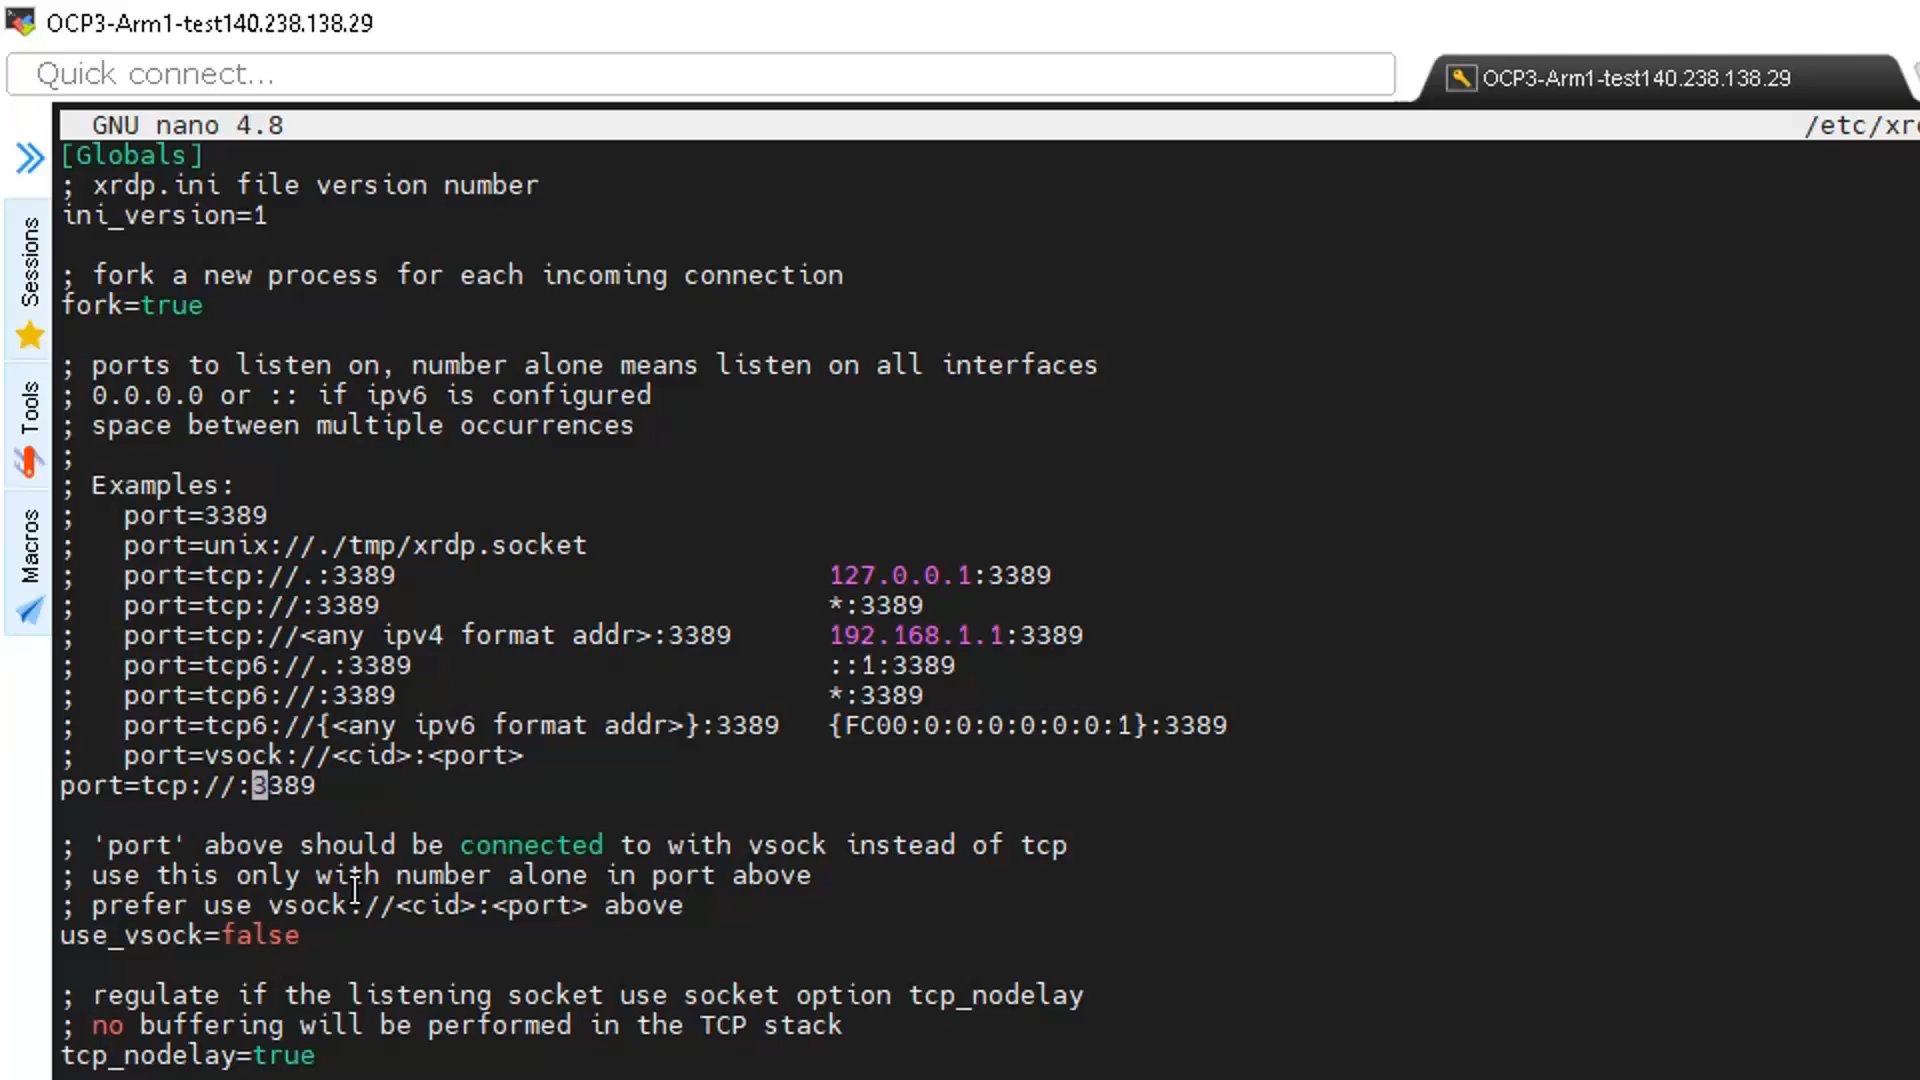 OCP3-Arm1-test140.238.138.29
Quick connect...
OCP3-Arm1-test140.238.138.29
GNU nano 4.8 /etc/xr
Sessions
Tools
Macros
[Globals]
; xrdp.ini file version number
ini_version=1
; fork a new process for each incoming connection
fork=true
; ports to listen on, number alone means listen on all interfaces
; 0.0.0.0 or :: if ipv6 is configured
; space between multiple occurrences
;
; Examples:
;   port=3389
;   port=unix://./tmp/xrdp.socket
;   port=tcp://.:3389                           127.0.0.1:3389
;   port=tcp://:3389                            *:3389
;   port=tcp://<any ipv4 format addr>:3389      192.168.1.1:3389
;   port=tcp6://.:3389                          ::1:3389
;   port=tcp6://:3389                           *:3389
;   port=tcp6://{<any ipv6 format addr>}:3389   {FC00:0:0:0:0:0:0:1}:3389
;   port=vsock://<cid>:<port>
port=tcp://:3389
; 'port' above should be connected to with vsock instead of tcp
; use this only with number alone in port above
; prefer use vsock://<cid>:<port> above
use_vsock=false
; regulate if the listening socket use socket option tcp_nodelay
; no buffering will be performed in the TCP stack
tcp_nodelay=true